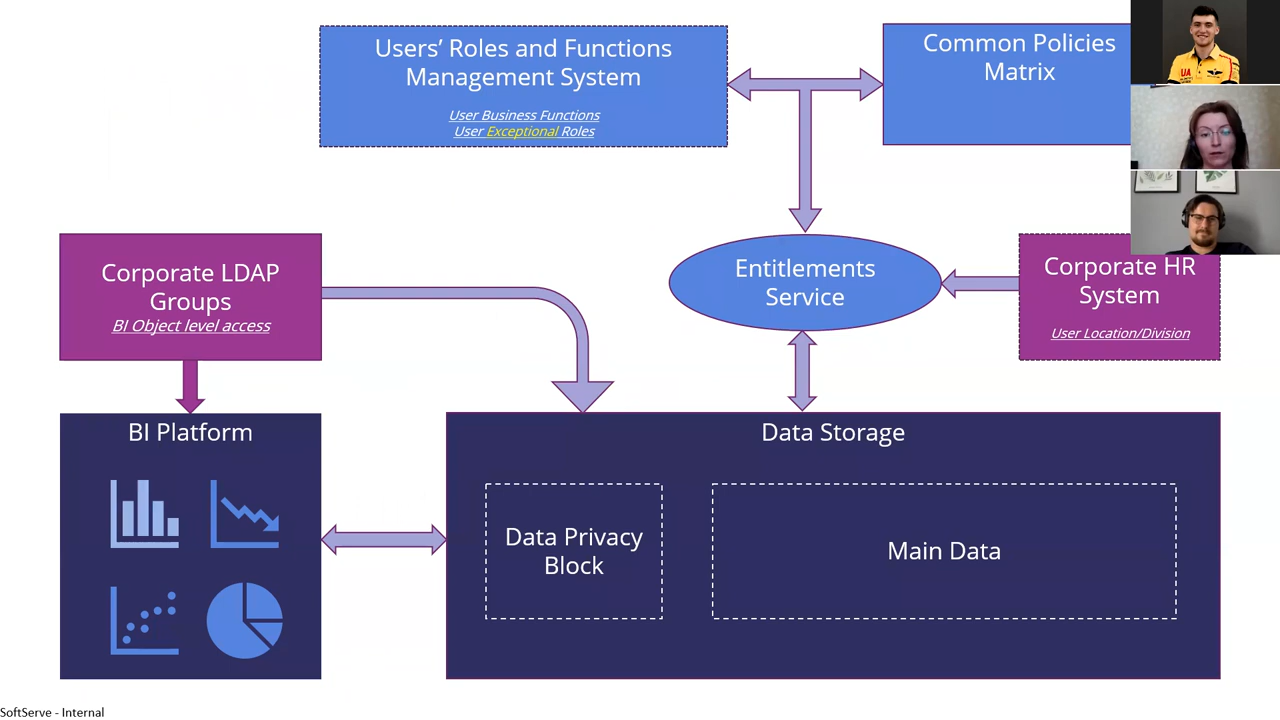 Users’ Roles and Functions
Management System
User Business Functions
User Exceptional Roles
Common Policies
Matrix
UA
Corporate LDAP
Groups
BI Object level access
Entitlements
Service
Corporate HR
System
User Location/Division
BI Platform
Data Storage
Data Privacy
Block
Main Data
SoftServe - Internal